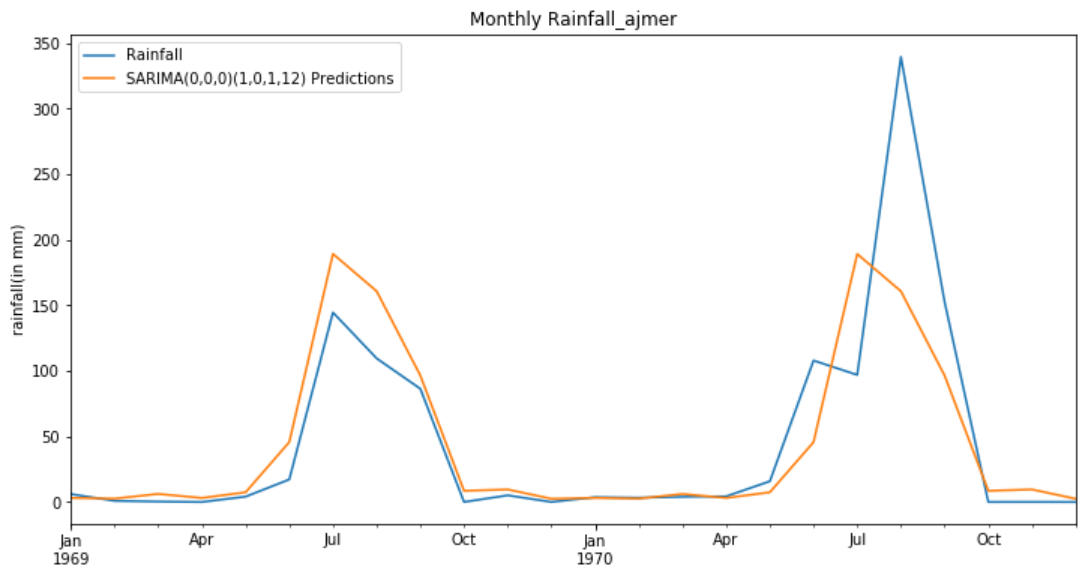 Monthly Rainfall_ajmer
Rainfall
SARIMA(0,0,0)(1,0,1,12) Predictions
rainfall(in mm)
350
300
250
200
150
100
50
0
Jan Apr Jul Oct Jan Apr Jul Oct
1969 1970